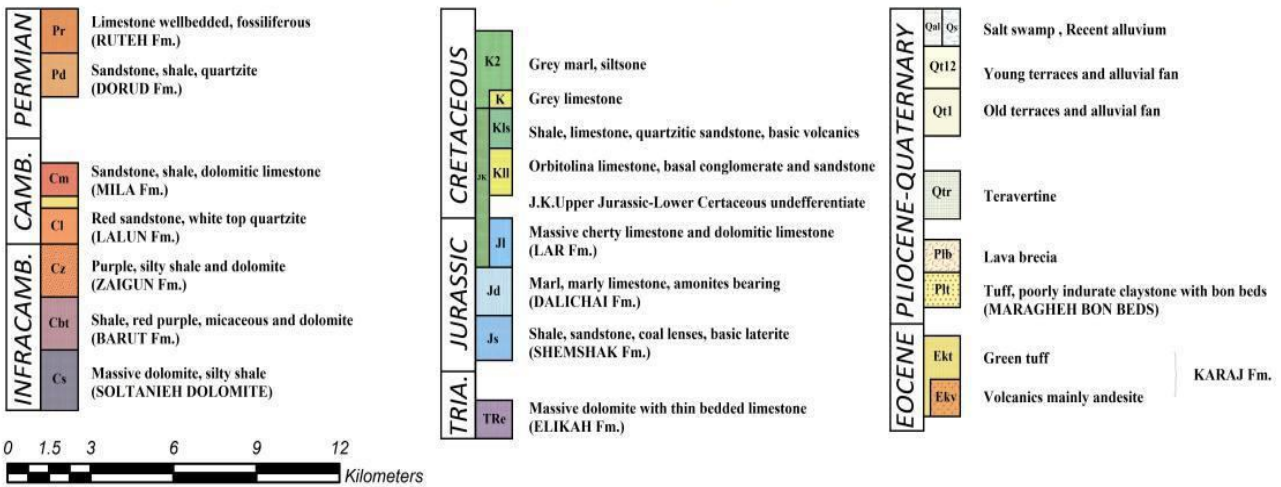 PERMIAN
Pr
Limestone wellbedded, fossiliferous
(RUTEH Fm.)
Pd
Sandstone, shale, quartzite
(DORUD Fm.)
CAMB.
Cm
Sandstone, shale, dolomitic limestone
(MILA Fm.)
Cl
Red sandstone, white top quartzite
(LALUN Fm.)
INFRACAMB.
Cz
Purple, silty shale and dolomite
(ZAIGUN Fm.)
Cbt
Shale, red purple, micaceous and dolomite
(BARUT Fm.)
Cs
Massive dolomite, silty shale
(SOLTANIEH DOLOMITE)
0 1.5 3 6 9 12
Kilometers
CRETACEOUS
K2
Grey marl, siltsone
K
Grey limestone
Kls
Shale, limestone, quartzitic sandstone, basic volcanics
JK
Kll
Orbitolina limestone, basal conglomerate and sandstone
J.K.Upper Jurassic-Lower Certaceous undefferentiate
JURASSIC
Jl
Massive cherty limestone and dolomitic limestone
(LAR Fm.)
Jd
Marl, marly limestone, amonites bearing
(DALICHAI Fm.)
Js
Shale, sandstone, coal lenses, basic laterite
(SHEMSHAK Fm.)
TRIA.
TRe
Massive dolomite with thin bedded limestone
(ELIKAH Fm.)
PLIOCENE-QUATERNARY
Qal Qs
Salt swamp , Recent alluvium
Qt12
Young terraces and alluvial fan
Qt1
Old terraces and alluvial fan
Qtr
Teravertine
Plb
Lava brecia
Plt
Tuff, poorly indurate claystone with bon beds
(MARAGHEH BON BEDS)
EOCENE
Ekt
Green tuff
KARAJ Fm.
Ekv
Volcanics mainly andesite